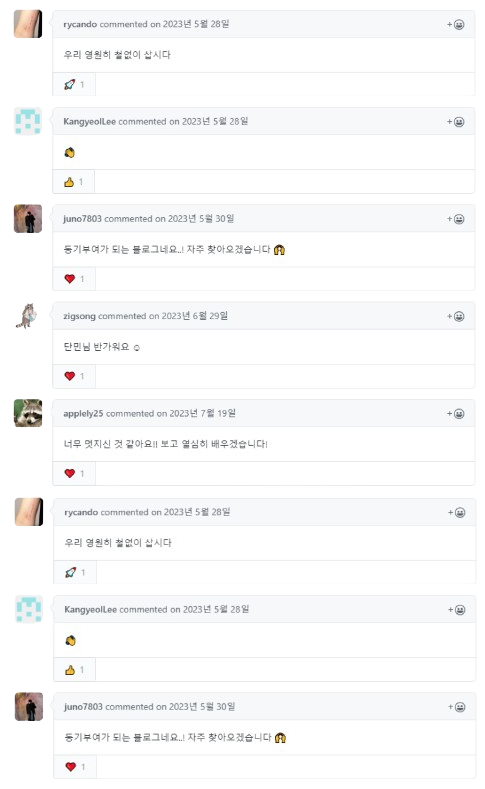 rycando commented on 2023년 5월 28일
우리 영원히 철없이 삽시다
1
KangyeolLee commented on 2023년 5월 28일
👏
1
juno7803 commented on 2023년 5월 30일
동기부여가 되는 블로그네요..! 자주 찾아오겠습니다 🙌
1
zigsong commented on 2023년 6월 29일
단민님 반가워요 ☺
1
applely25 commented on 2023년 7월 19일
너무 멋지신 것 같아요!! 보고 열심히 배우겠습니다!
1
rycando commented on 2023년 5월 28일
우리 영원히 철없이 삽시다
1
KangyeolLee commented on 2023년 5월 28일
👏
1
juno7803 commented on 2023년 5월 30일
동기부여가 되는 블로그네요..! 자주 찾아오겠습니다 🙌
1